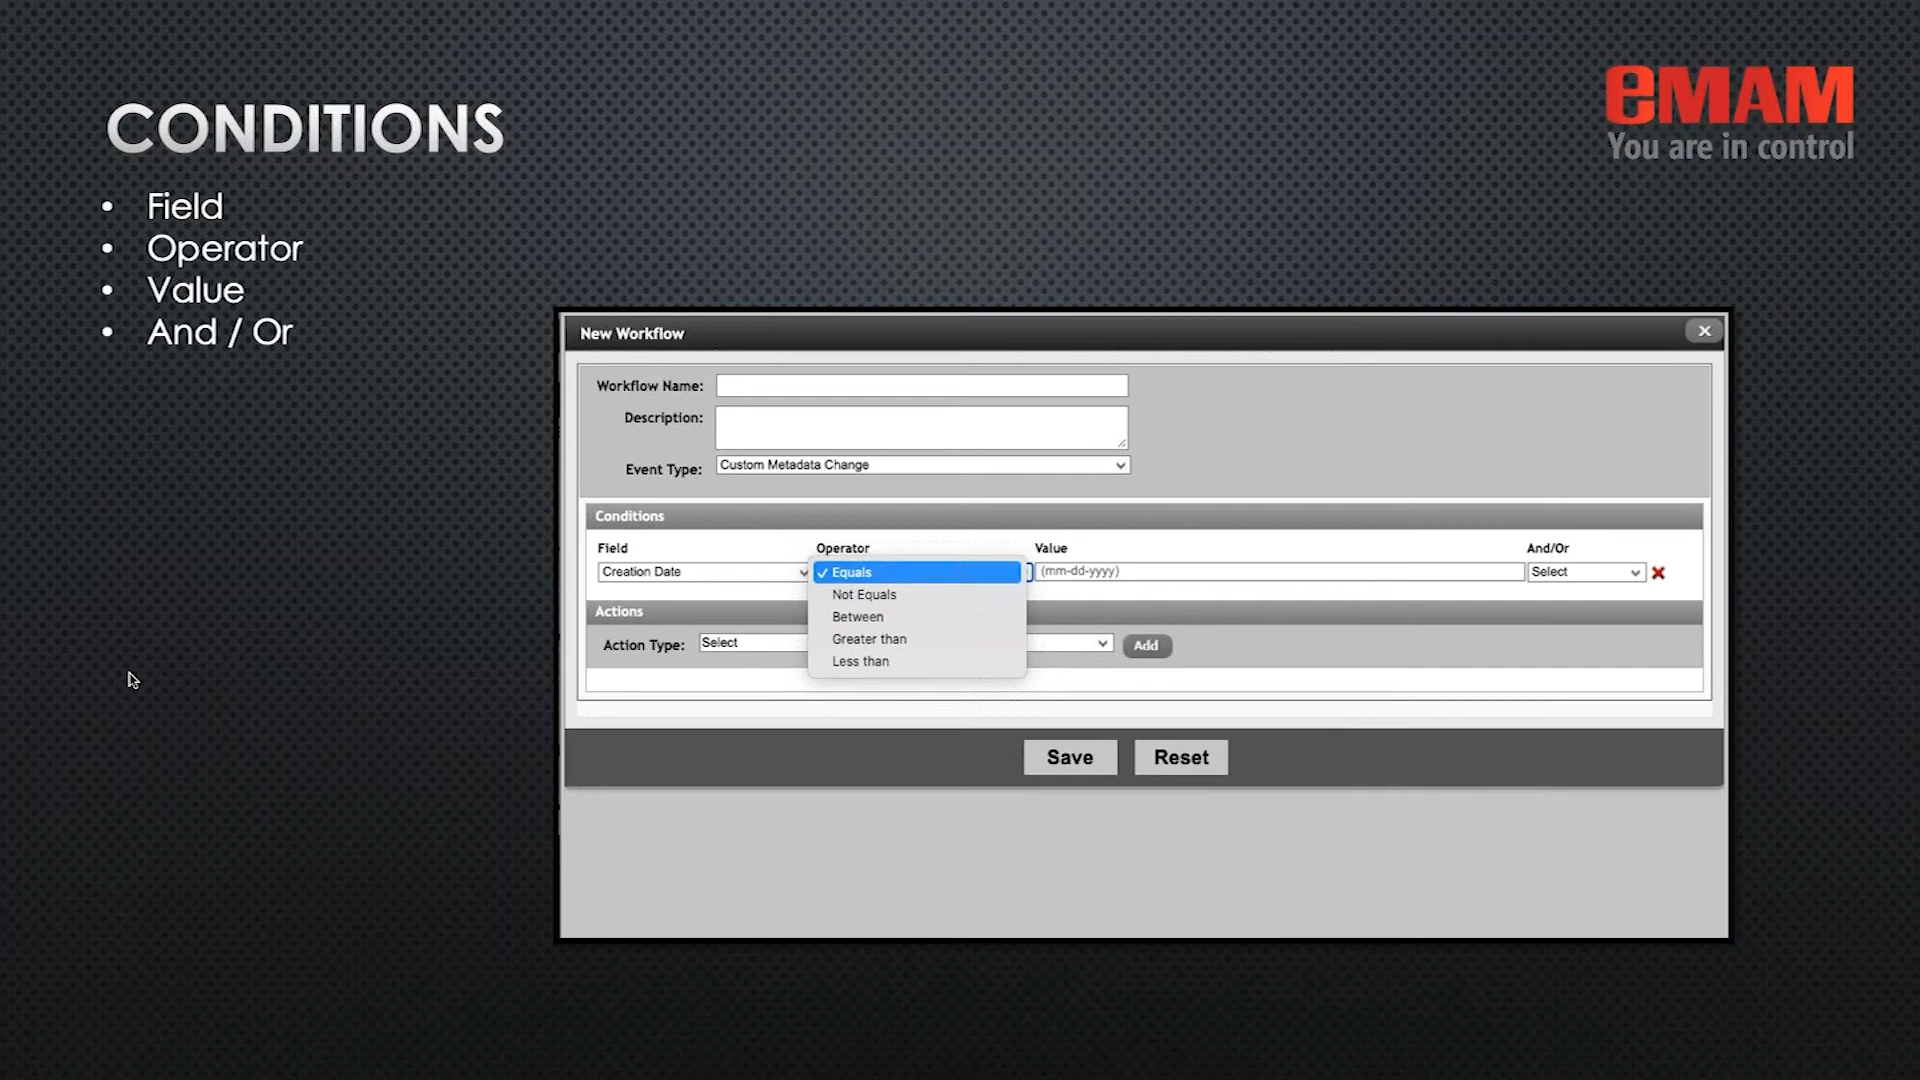 CONDITIONS
• Field
• Operator
• Value
• And / Or
eMAM
You are in control
New Workflow
Workflow Name:
Description:
Event Type: Custom Metadata Change
Conditions
Field Operator Value And/Or
Creation Date ✓ Equals (mm-dd-yyyy) Select
Not Equals
Between
Greater than
Less than
Actions
Action Type: Select Add
Save Reset